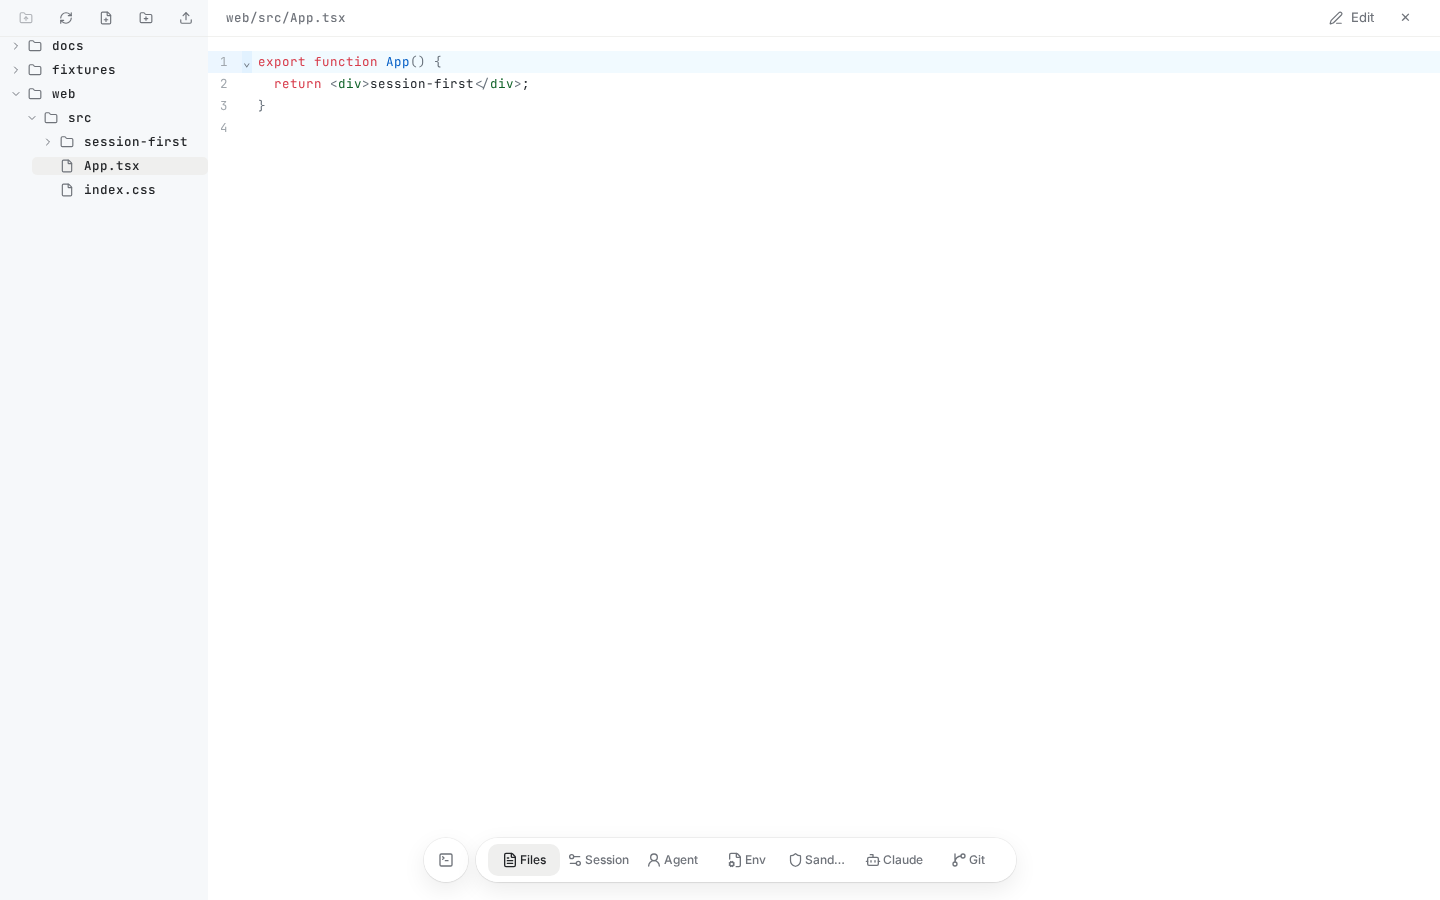 web/src/App.tsx
Edit
docs
fixtures
web
src
session-first
App.tsx
index.css
1 export function App() {
2 return <div>session-first</div>;
3 }
4
Files
Session
Agent
Env
Sand...
Claude
Git